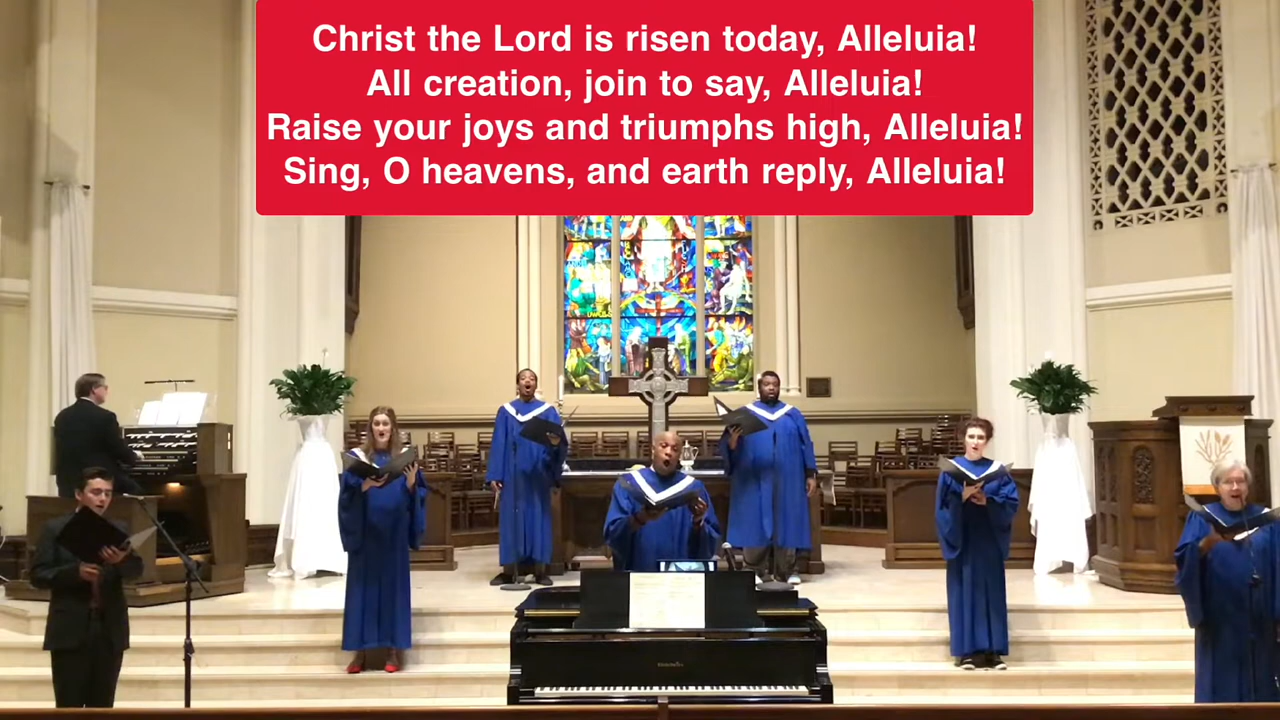 Christ the Lord is risen today, Alleluia!
All creation, join to say, Alleluia!
Raise your joys and triumphs high, Alleluia!
Sing, O heavens, and earth reply, Alleluia!